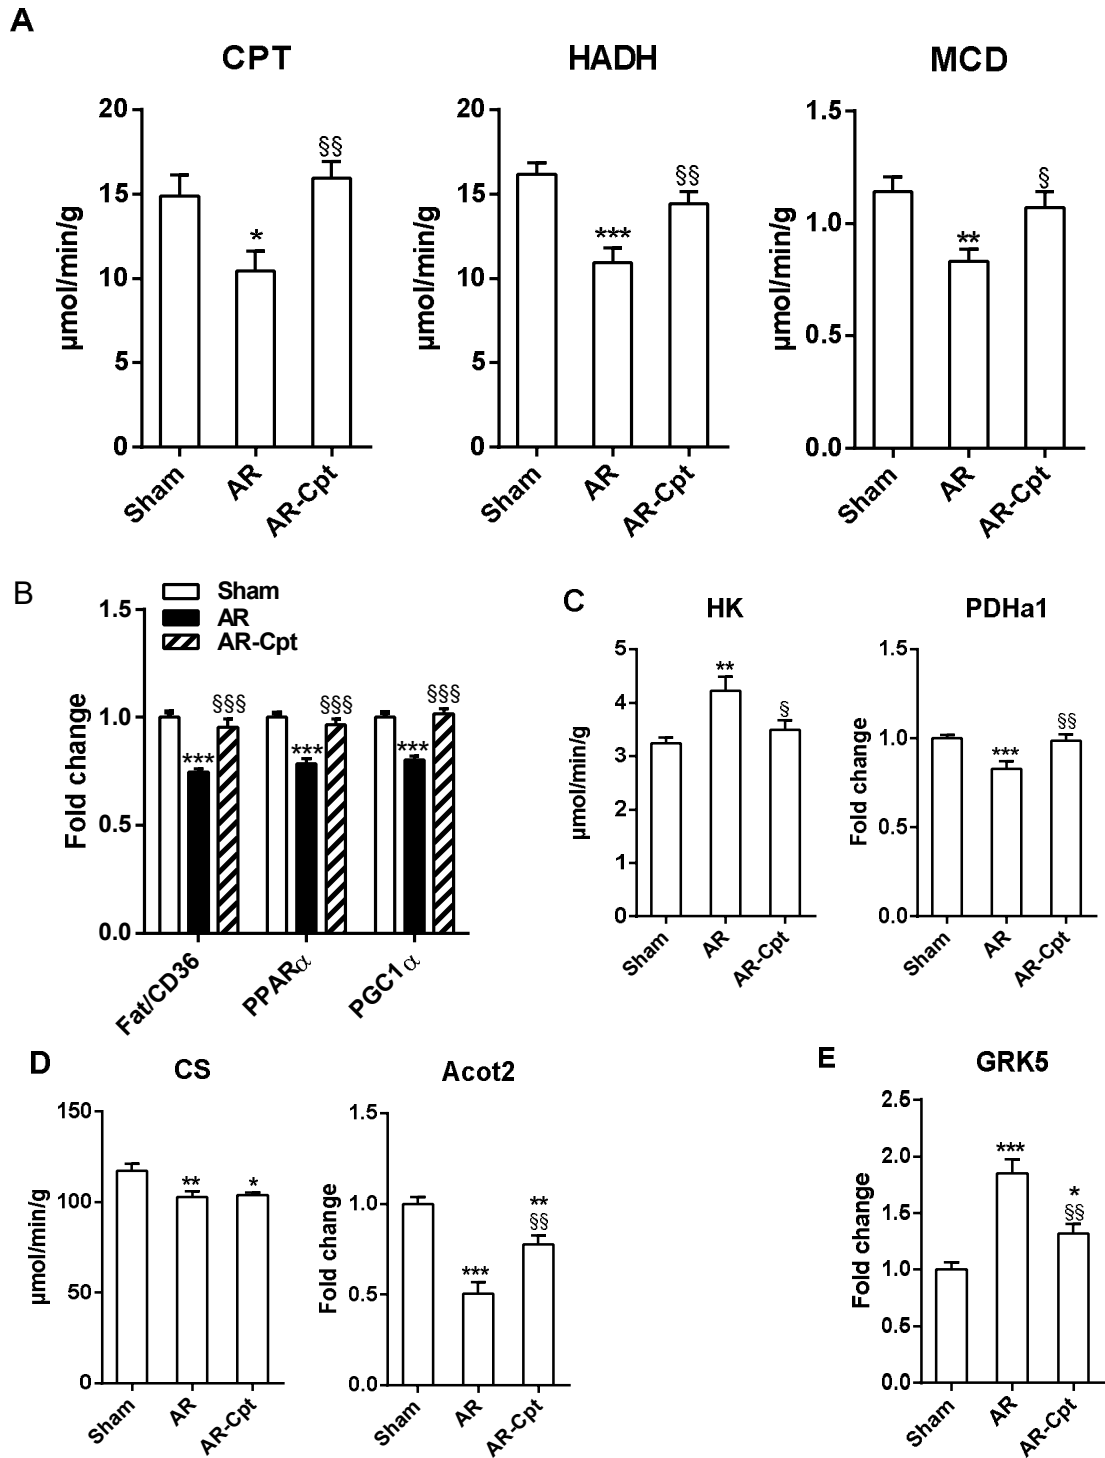 A
CPT
HADH
MCD
20
15
10
5
0
µmol/min/g
*
§§
Sham
AR
AR-Cpt
20
15
10
5
0
µmol/min/g
***
§§
Sham
AR
AR-Cpt
1.5
1.0
0.5
0.0
µmol/min/g
**
§
Sham
AR
AR-Cpt
B
Sham
AR
AR-Cpt
1.5
1.0
0.5
0.0
Fold change
***
§§§
***
§§§
***
§§§
Fat/CD36
PPARα
PGC1α
C
HK
5
4
3
2
1
0
µmol/min/g
**
§
Sham
AR
AR-Cpt
PDHa1
1.5
1.0
0.5
0.0
Fold change
***
§§
Sham
AR
AR-Cpt
D
CS
150
100
50
0
µmol/min/g
**
*
Sham
AR
AR-Cpt
Acot2
1.5
1.0
0.5
0.0
Fold change
***
**
§§
Sham
AR
AR-Cpt
E
GRK5
2.5
2.0
1.5
1.0
0.5
0.0
Fold change
***
*
§§
Sham
AR
AR-Cpt